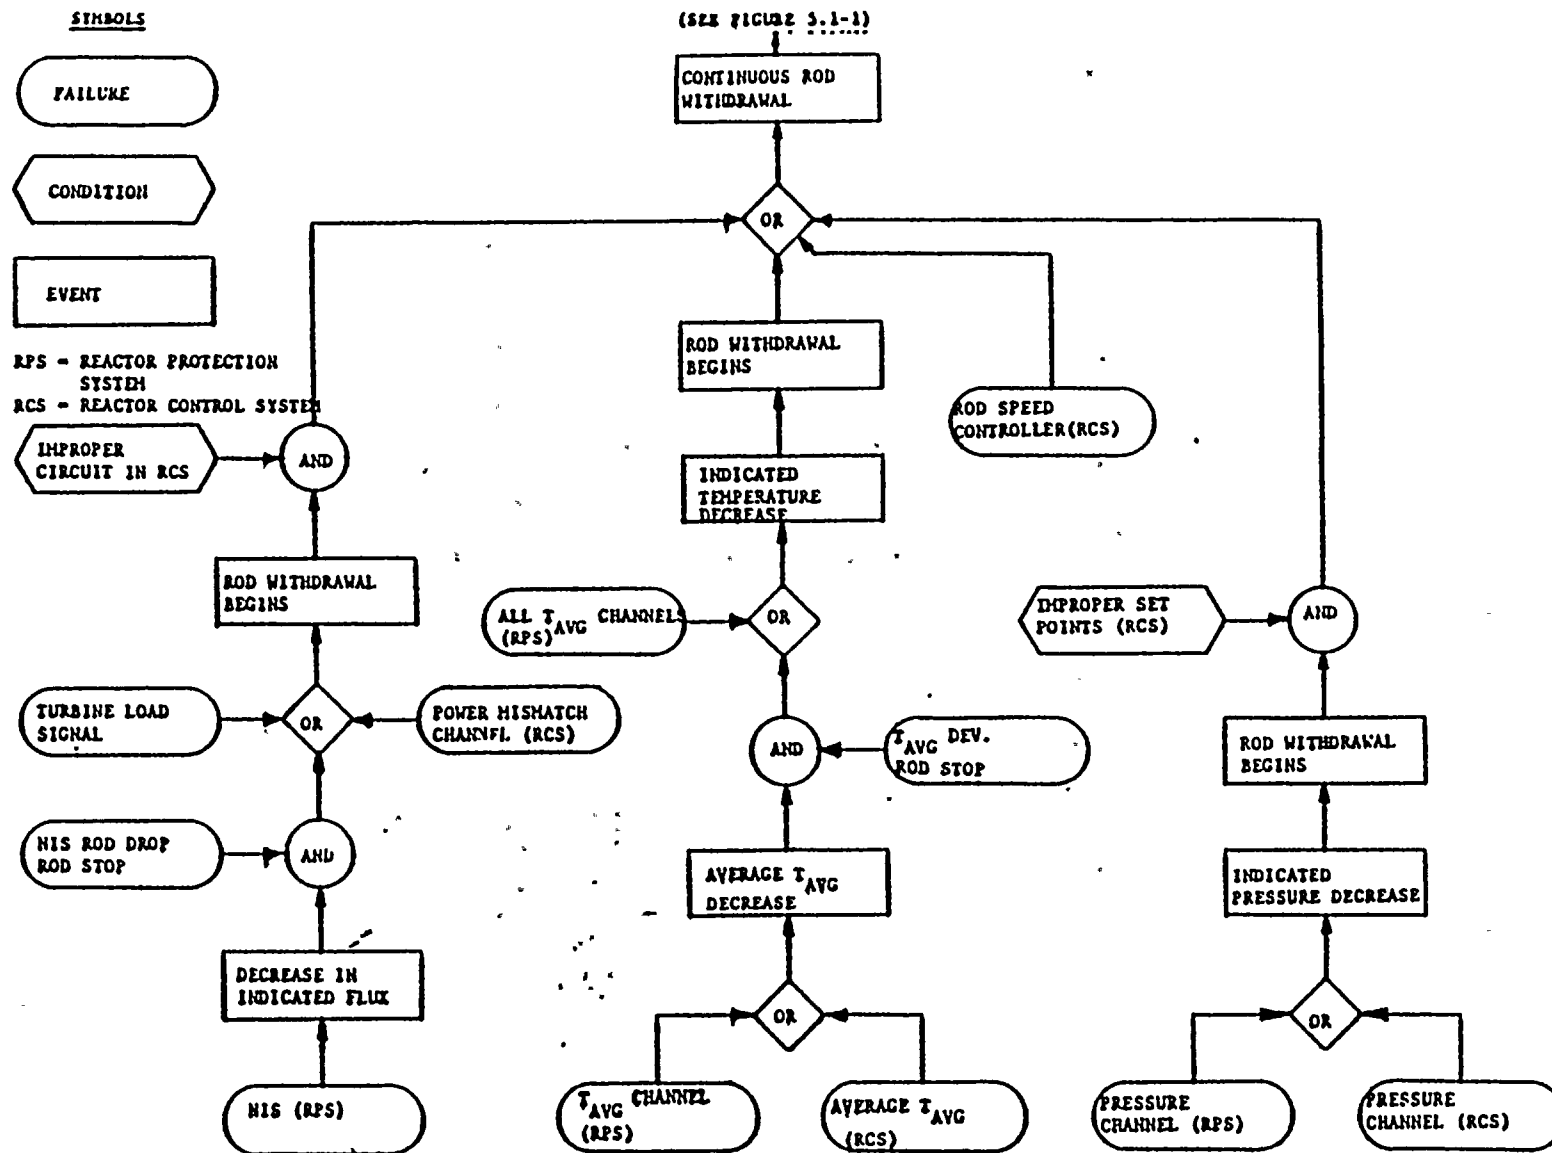 SYMBOLS
FAILURE
CONDITION
EVENT
RPS - REACTOR PROTECTION
SYSTEM
RCS - REACTOR CONTROL SYSTEM
(SEE FIGURE 5.1-1)
CONTINUOUS ROD
WITHDRAWAL
OR
ROD WITHDRAWAL
BEGINS
ROD SPEED
CONTROLLER(RCS)
IMPROPER
CIRCUIT IN RCS
AND
INDICATED
TEMPERATURE
DECREASE
ROD WITHDRAWAL
BEGINS
ALL TAVG CHANNELS
(RPS)
OR
IMPROPER SET
POINTS (RCS)
AND
TURBINE LOAD
SIGNAL
OR
POWER MISMATCH
CHANNEL (RCS)
AND
TAVG DEV.
ROD STOP
ROD WITHDRAWAL
BEGINS
NIS ROD DROP
ROD STOP
AND
AVERAGE TAVG
DECREASE
INDICATED
PRESSURE DECREASE
DECREASE IN
INDICATED FLUX
OR
OR
NIS (RPS)
TAVG CHANNEL
(RPS)
AVERAGE TAVG
(RCS)
PRESSURE
CHANNEL (RPS)
PRESSURE
CHANNEL (RCS)